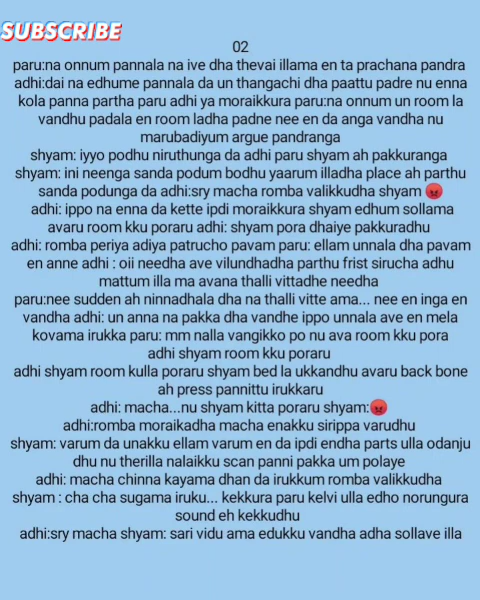 SUBSCRIBE
02
paru:na onnum pannala na ive dha thevai illama en ta prachana pandra
adhi:dai na edhume pannala da un thangachi dha paattu padre nu enna
kola panna partha paru adhi ya moraikkura paru:na onnum un room la
vandhu padala en room ladha padne nee en da anga vandha nu
marubadiyum argue pandranga
shyam: iyyo podhu niruthunga da adhi paru shyam ah pakkuranga
shyam: ini neenga sanda podum bodhu yaarum illadha place ah parthu
sanda podunga da adhi:sry macha romba valikkudha shyam 😡
adhi: ippo na enna da kette ipdi moraikkura shyam edhum sollama
avaru room kku poraru adhi: shyam pora dhaiye pakkuradhu
adhi: romba periya adiya patrucho pavam paru: ellam unnala dha pavam
en anne adhi : oii needha ave vilundhadha parthu frist sirucha adhu
mattum illa ma avana thalli vittadhe needha
paru:nee sudden ah ninnadhala dha na thalli vitte ama... nee en inga en
vandha adhi: un anna na pakka dha vandhe ippo unnala ave en mela
kovama irukka paru: mm nalla vangikko po nu ava room kku pora
adhi shyam room kku poraru
adhi shyam room kulla poraru shyam bed la ukkandhu avaru back bone
ah press pannittu irukkaru
adhi: macha...nu shyam kitta poraru shyam:😡
adhi:romba moraikadha macha enakku sirippa varudhu
shyam: varum da unakku ellam varum en da ipdi endha parts ulla odanju
dhu nu therilla nalaikku scan panni pakka um polaye
adhi: macha chinna kayama dhan da irukkum romba valikkudha
shyam : cha cha sugama iruku... kekkura paru kelvi ulla edho norungura
sound eh kekkudhu
adhi:sry macha shyam: sari vidu ama edukku vandha adha sollave illa